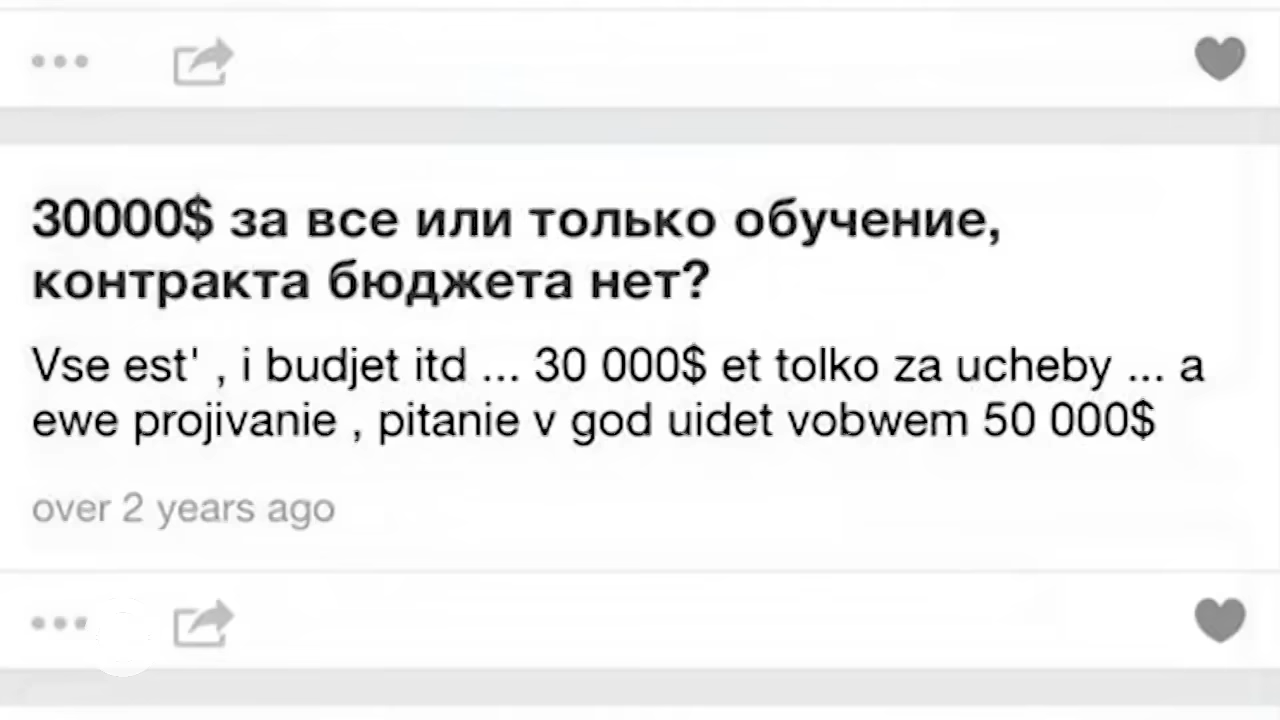 30000$ за все или только обучение,
контракта бюджета нет?
Vse est' , i budjet itd ... 30 000$ et tolko za ucheby ... a
ewe projivanie , pitanie v god uidet vobwem 50 000$
over 2 years ago